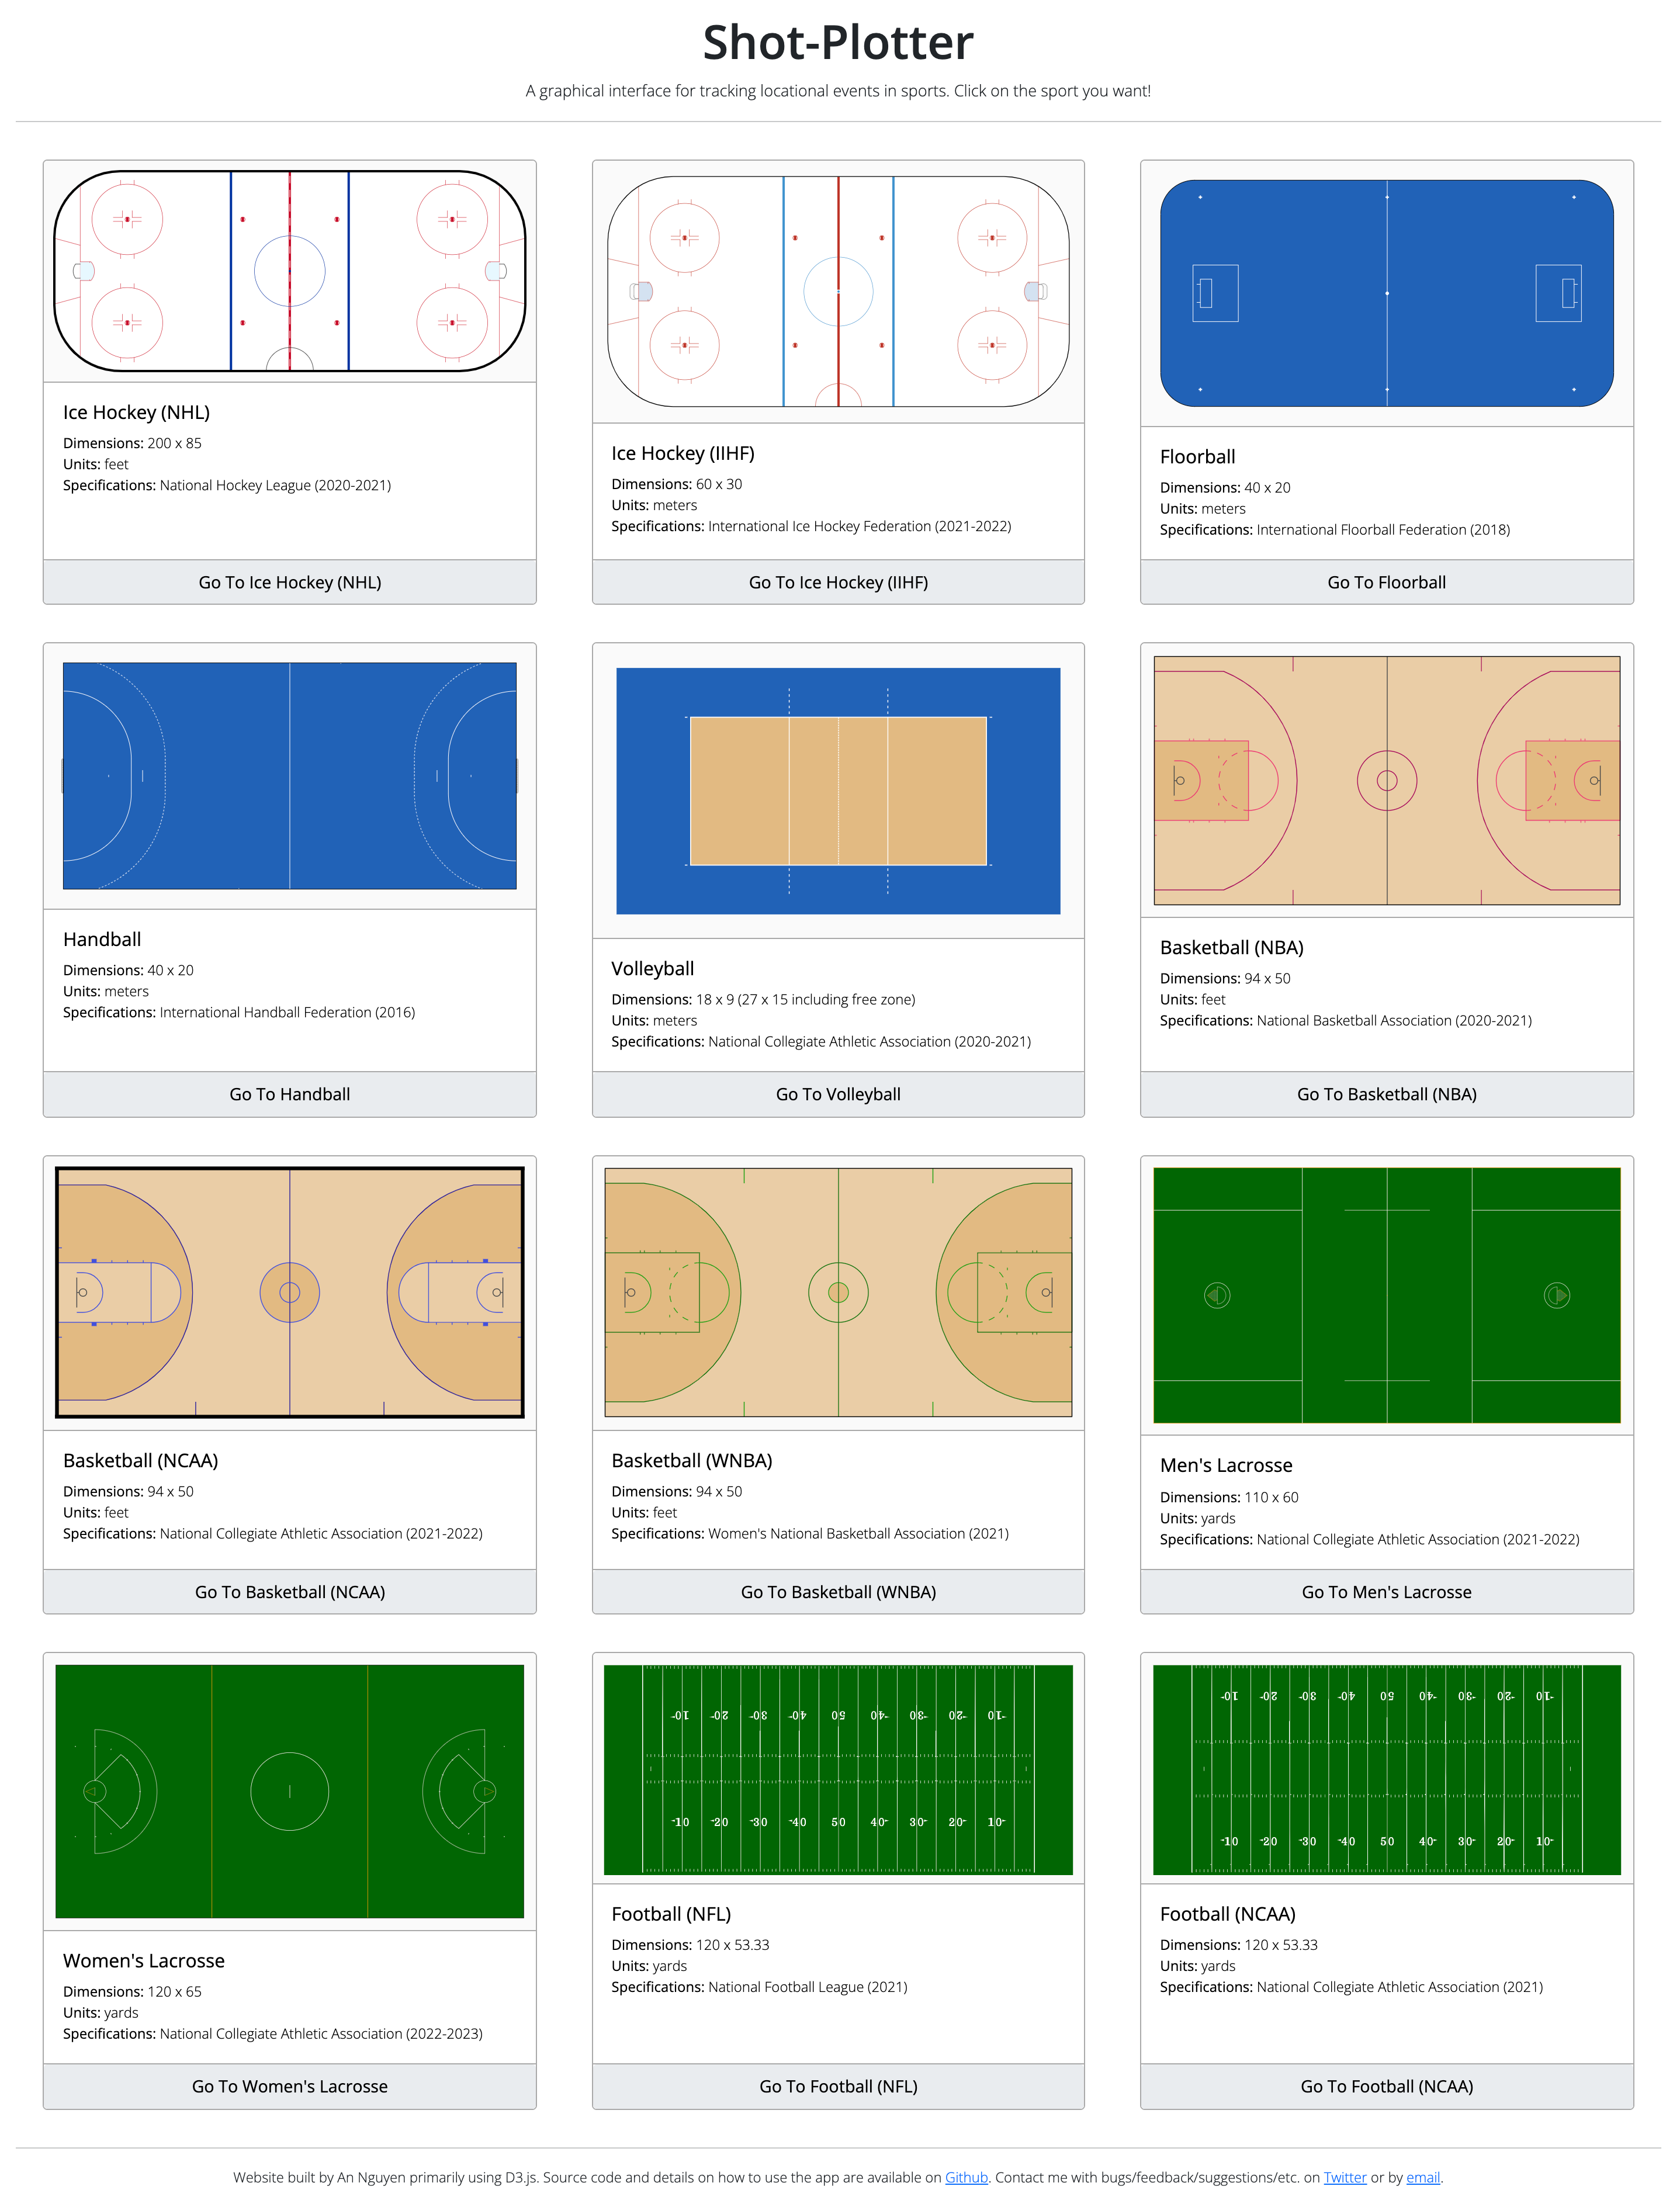 Shot-Plotter
A graphical interface for tracking locational events in sports. Click on the sport you want!
Ice Hockey (NHL)
Dimensions: 200 x 85
Units: feet
Specifications: National Hockey League (2020-2021)
Go To Ice Hockey (NHL)
Ice Hockey (IIHF)
Dimensions: 60 x 30
Units: meters
Specifications: International Ice Hockey Federation (2021-2022)
Go To Ice Hockey (IIHF)
Floorball
Dimensions: 40 x 20
Units: meters
Specifications: International Floorball Federation (2018)
Go To Floorball
Handball
Dimensions: 40 x 20
Units: meters
Specifications: International Handball Federation (2016)
Go To Handball
Volleyball
Dimensions: 18 x 9 (27 x 15 including free zone)
Units: meters
Specifications: National Collegiate Athletic Association (2020-2021)
Go To Volleyball
Basketball (NBA)
Dimensions: 94 x 50
Units: feet
Specifications: National Basketball Association (2020-2021)
Go To Basketball (NBA)
Basketball (NCAA)
Dimensions: 94 x 50
Units: feet
Specifications: National Collegiate Athletic Association (2021-2022)
Go To Basketball (NCAA)
Basketball (WNBA)
Dimensions: 94 x 50
Units: feet
Specifications: Women's National Basketball Association (2021)
Go To Basketball (WNBA)
Men's Lacrosse
Dimensions: 110 x 60
Units: yards
Specifications: National Collegiate Athletic Association (2021-2022)
Go To Men's Lacrosse
Women's Lacrosse
Dimensions: 120 x 65
Units: yards
Specifications: National Collegiate Athletic Association (2022-2023)
Go To Women's Lacrosse
10 20 30 40 50 40 30 20 10
10 20 30 40 50 40 30 20 10
Football (NFL)
Dimensions: 120 x 53.33
Units: yards
Specifications: National Football League (2021)
Go To Football (NFL)
10 20 30 40 50 40 30 20 10
10 20 30 40 50 40 30 20 10
Football (NCAA)
Dimensions: 120 x 53.33
Units: yards
Specifications: National Collegiate Athletic Association (2021)
Go To Football (NCAA)
Website built by An Nguyen primarily using D3.js. Source code and details on how to use the app are available on Github. Contact me with bugs/feedback/suggestions/etc. on Twitter or by email.